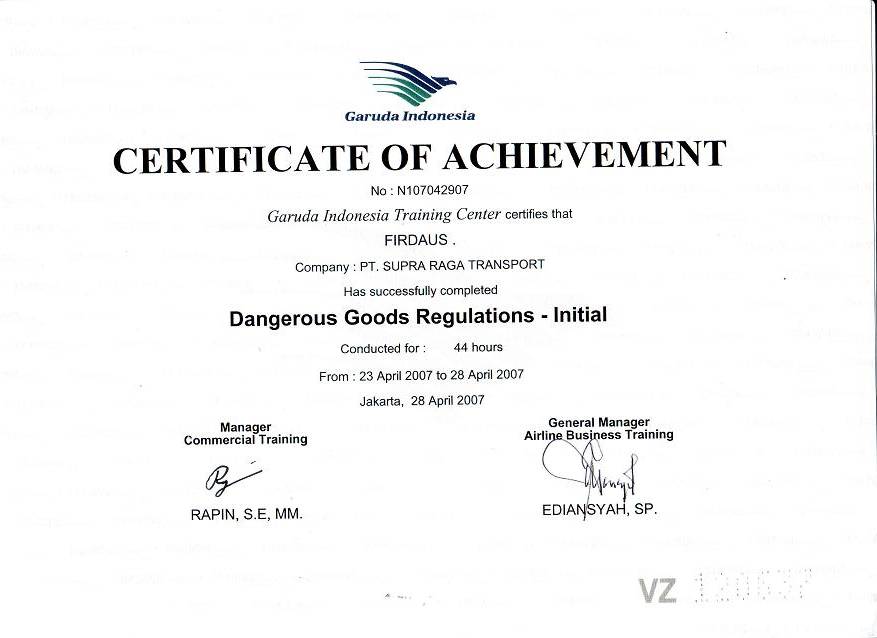 Garuda Indonesia
CERTIFICATE OF ACHIEVEMENT
No : N107042907
Garuda Indonesia Training Center certifies that
FIRDAUS .
Company : PT. SUPRA RAGA TRANSPORT
Has successfully completed
Dangerous Goods Regulations - Initial
Conducted for : 44 hours
From : 23 April 2007 to 28 April 2007
Jakarta, 28 April 2007
Manager
Commercial Training
RAPIN, S.E, MM.
General Manager
Airline Business Training
EDIANSYAH, SP.
VZ 120637